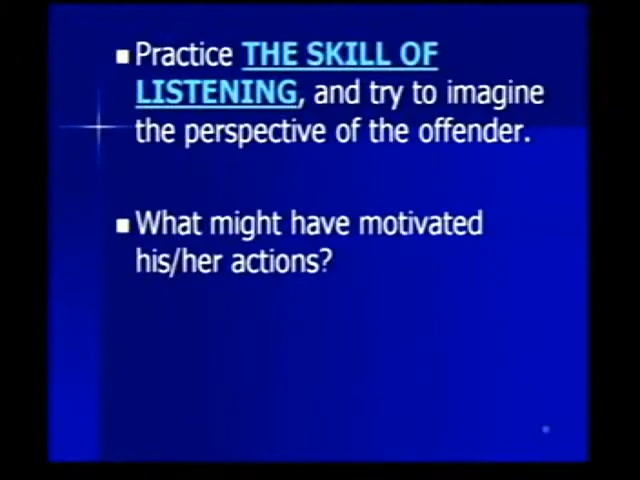 Practice THE SKILL OF
LISTENING, and try to imagine
the perspective of the offender.
What might have motivated
his/her actions?